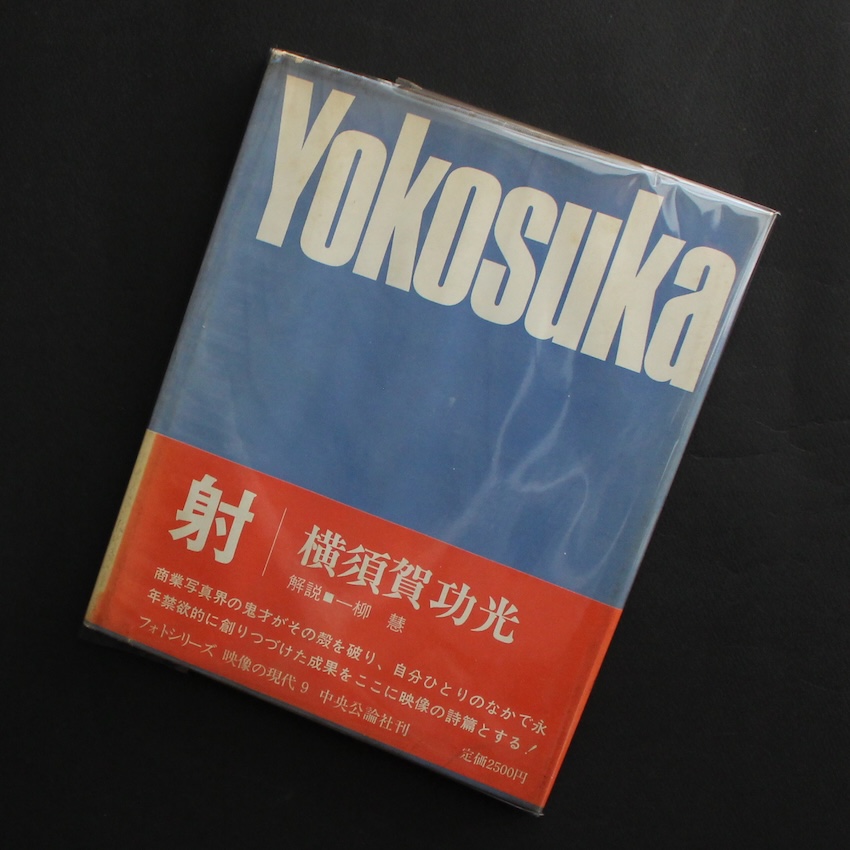 Yokosuka
射
横須賀功光
解説■一柳 慧
商業写真界の鬼才がその殻を破り、自分ひとりのなかで永
年禁欲的に創りつづけた成果をここに映像の詩篇とする!
フォトシリーズ 映像の現代9 中央公論社刊
定価2500円